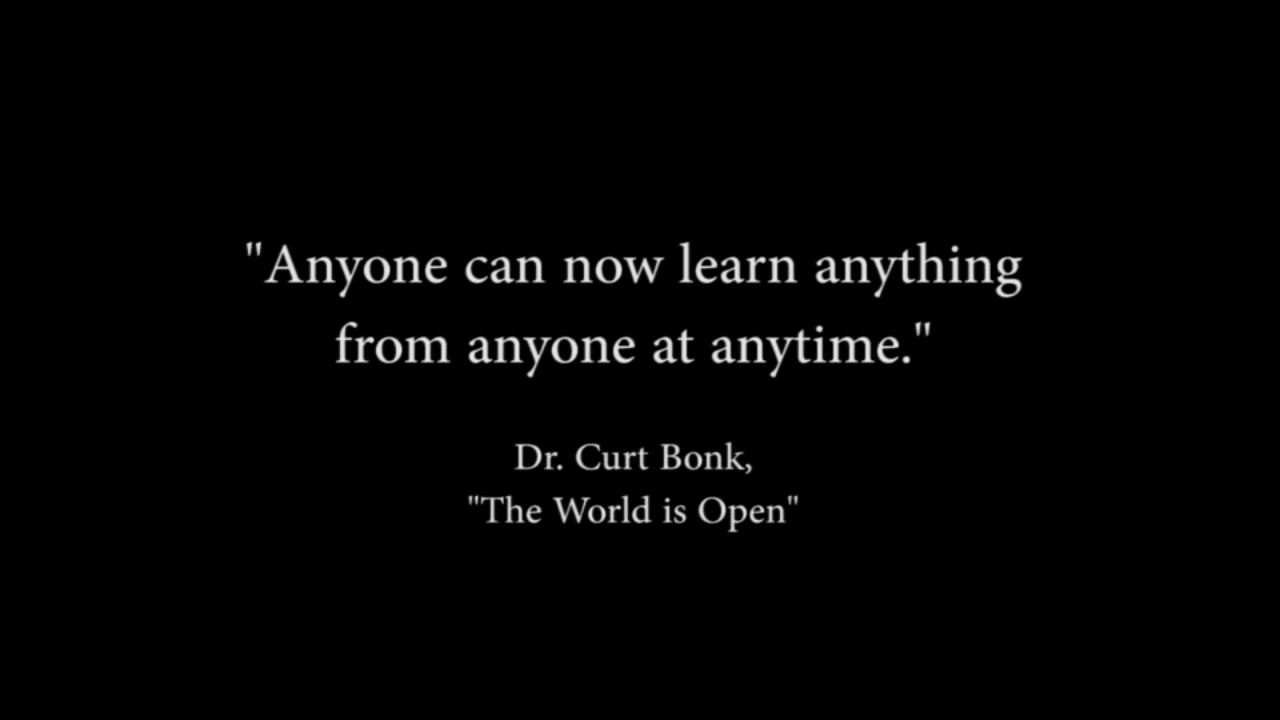 "Anyone can now learn anything
from anyone at anytime."
Dr. Curt Bonk,
"The World is Open"